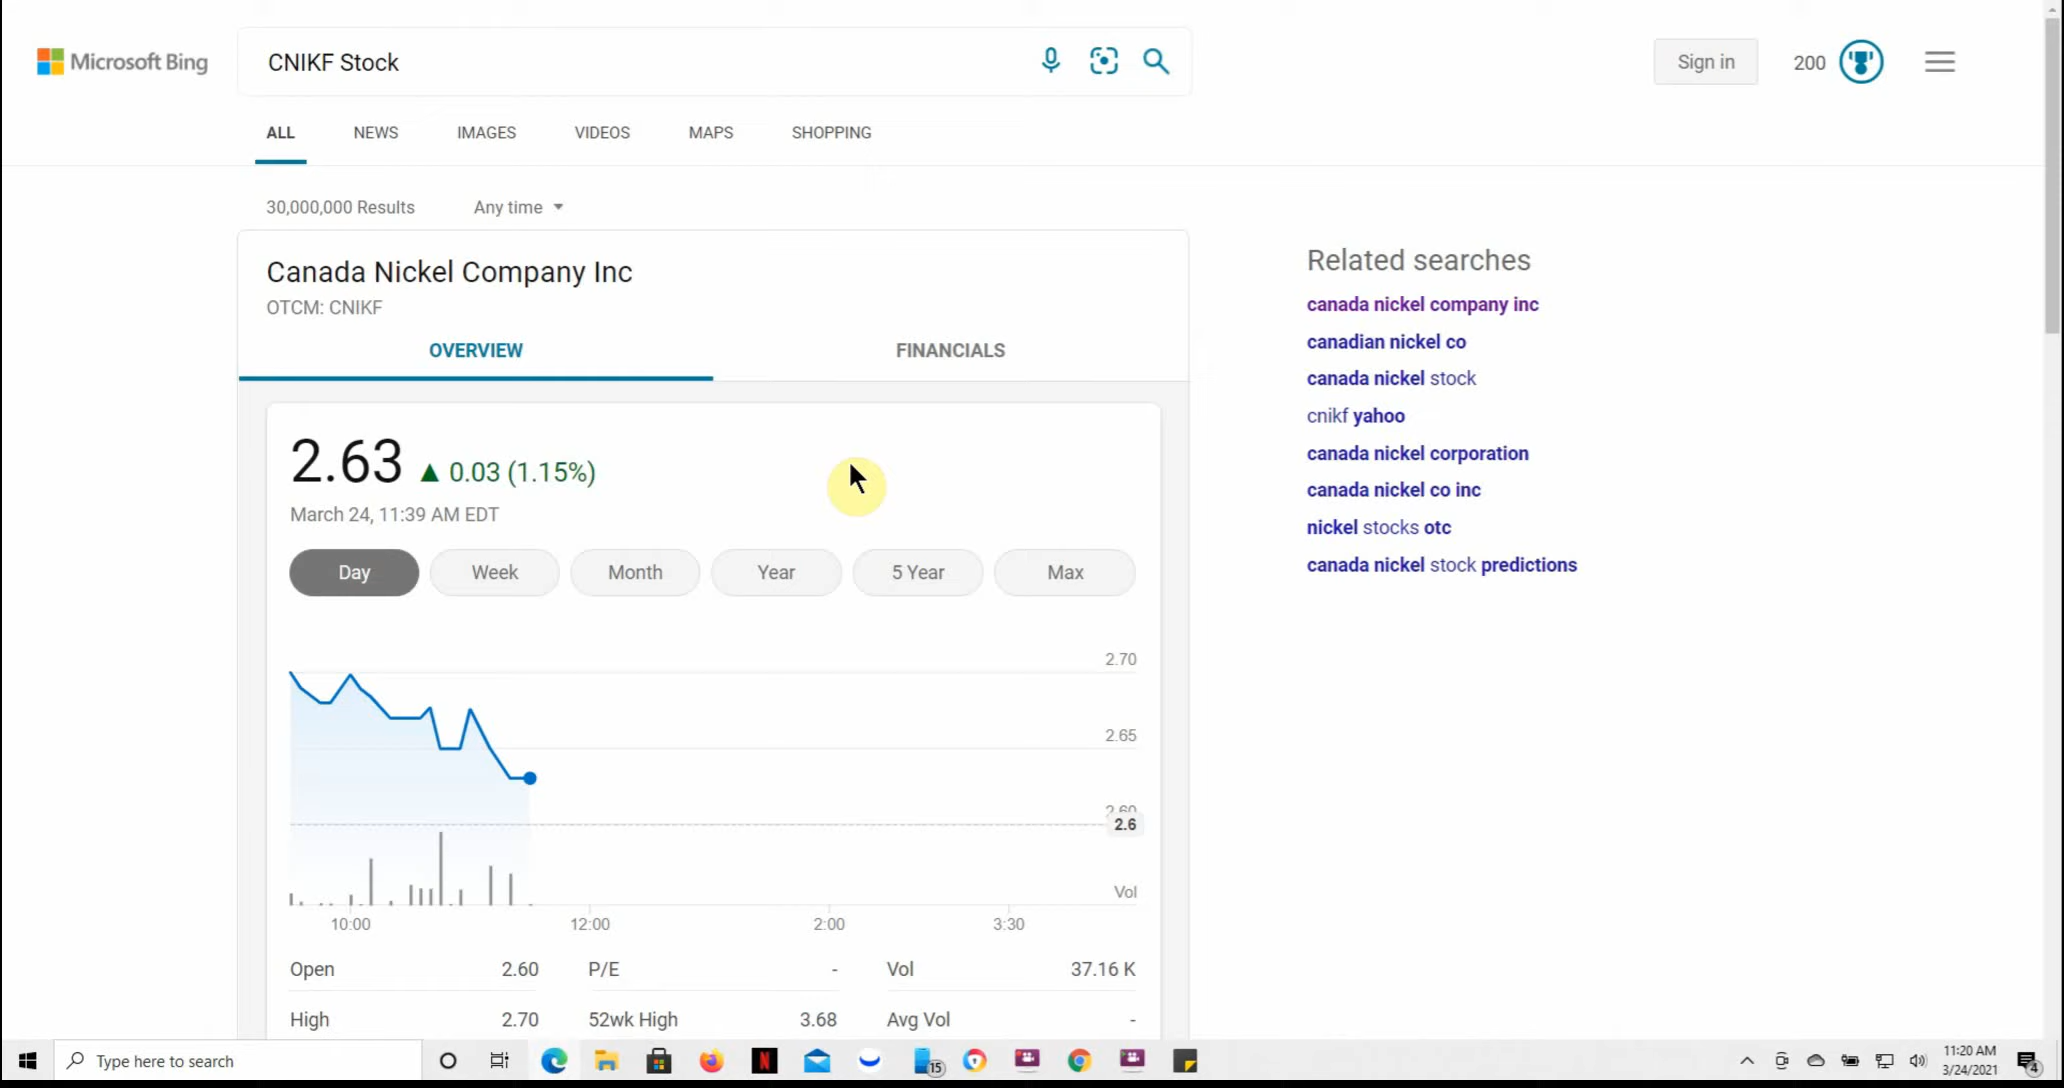 Microsoft Bing
CNIKF Stock
Sign in
200
ALL NEWS IMAGES VIDEOS MAPS SHOPPING
30,000,000 Results Any time
Canada Nickel Company Inc
OTCM: CNIKF
OVERVIEW FINANCIALS
2.63 ▲ 0.03 (1.15%)
March 24, 11:39 AM EDT
Day Week Month Year 5 Year Max
2.70
2.65
2.60
2.6
Vol
10:00 12:00 2:00 3:30
Open 2.60 P/E - Vol 37.16 K
High 2.70 52wk High 3.68 Avg Vol -
Related searches
canada nickel company inc
canadian nickel co
canada nickel stock
cnikf yahoo
canada nickel corporation
canada nickel co inc
nickel stocks otc
canada nickel stock predictions
Type here to search
15
N
11:20 AM
3/24/2021
4